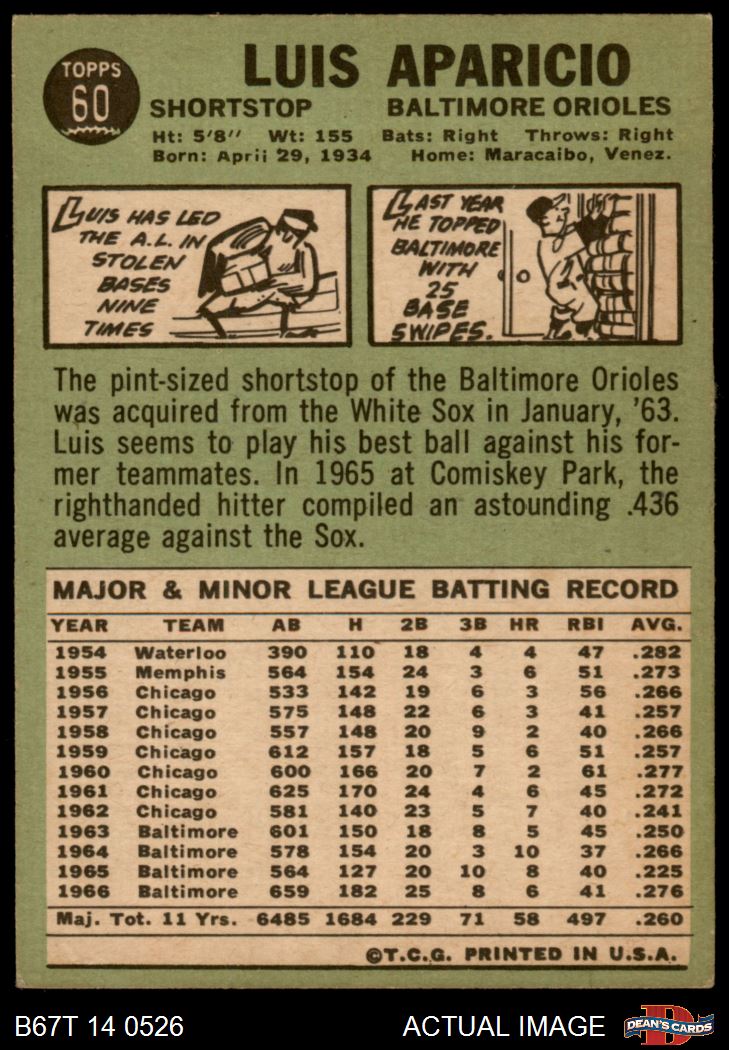 TOPPS
60
LUIS APARICIO
SHORTSTOP BALTIMORE ORIOLES
Ht: 5'8" Wt: 155 Bats: Right Throws: Right
Born: April 29, 1934 Home: Maracaibo, Venez.
LUIS HAS LED
THE A.L. IN
STOLEN
BASES
NINE
TIMES
LAST YEAR
HE TOPPED
BALTIMORE
WITH
25
BASE
SWIPES.
The pint-sized shortstop of the Baltimore Orioles
was acquired from the White Sox in January, '63.
Luis seems to play his best ball against his for-
mer teammates. In 1965 at Comiskey Park, the
righthanded hitter compiled an astounding .436
average against the Sox.
MAJOR & MINOR LEAGUE BATTING RECORD
YEAR TEAM AB H 2B 3B HR RBI AVG.
1954 Waterloo 390 110 18 4 4 47 .282
1955 Memphis 564 154 24 3 6 51 .273
1956 Chicago 533 142 19 6 3 56 .266
1957 Chicago 575 148 22 6 3 41 .257
1958 Chicago 557 148 20 9 2 40 .266
1959 Chicago 612 157 18 5 6 51 .257
1960 Chicago 600 166 20 7 2 61 .277
1961 Chicago 625 170 24 4 6 45 .272
1962 Chicago 581 140 23 5 7 40 .241
1963 Baltimore 601 150 18 8 5 45 .250
1964 Baltimore 578 154 20 3 10 37 .266
1965 Baltimore 564 127 20 10 8 40 .225
1966 Baltimore 659 182 25 8 6 41 .276
Maj. Tot. 11 Yrs. 6485 1684 229 71 58 497 .260
©T.C.G. PRINTED IN U.S.A.
B67T 14 0526 ACTUAL IMAGE
D
DEAN'S CARDS